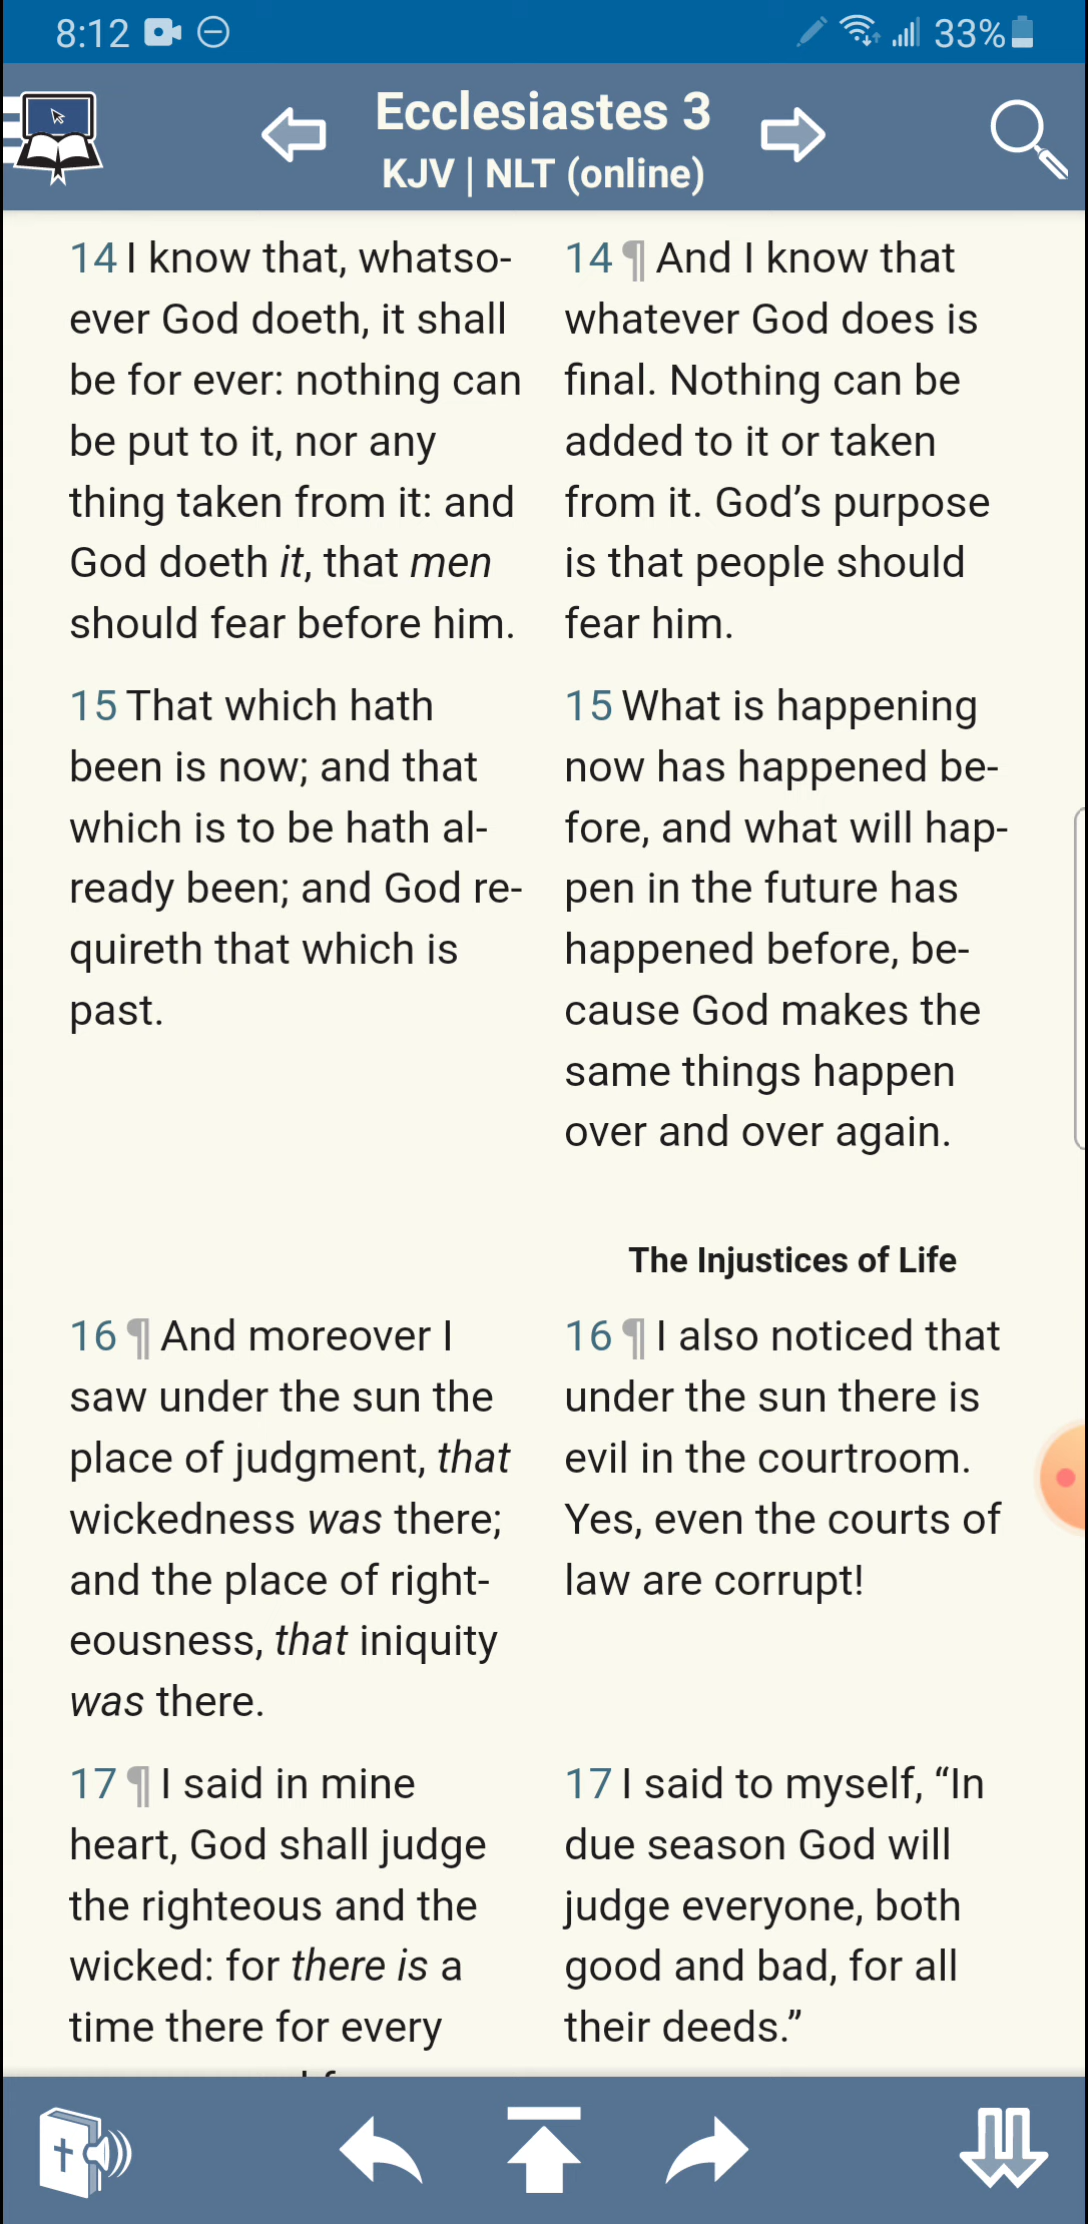 8:12
33%
Ecclesiastes 3
KJV | NLT (online)
14 I know that, whatso-
ever God doeth, it shall
be for ever: nothing can
be put to it, nor any
thing taken from it: and
God doeth it, that men
should fear before him.
15 That which hath
been is now; and that
which is to be hath al-
ready been; and God re-
quireth that which is
past.
16 ¶ And moreover I
saw under the sun the
place of judgment, that
wickedness was there;
and the place of right-
eousness, that iniquity
was there.
17 ¶ I said in mine
heart, God shall judge
the righteous and the
wicked: for there is a
time there for every
14 ¶ And I know that
whatever God does is
final. Nothing can be
added to it or taken
from it. God’s purpose
is that people should
fear him.
15 What is happening
now has happened be-
fore, and what will hap-
pen in the future has
happened before, be-
cause God makes the
same things happen
over and over again.
The Injustices of Life
16 ¶ I also noticed that
under the sun there is
evil in the courtroom.
Yes, even the courts of
law are corrupt!
17 I said to myself, “In
due season God will
judge everyone, both
good and bad, for all
their deeds.”